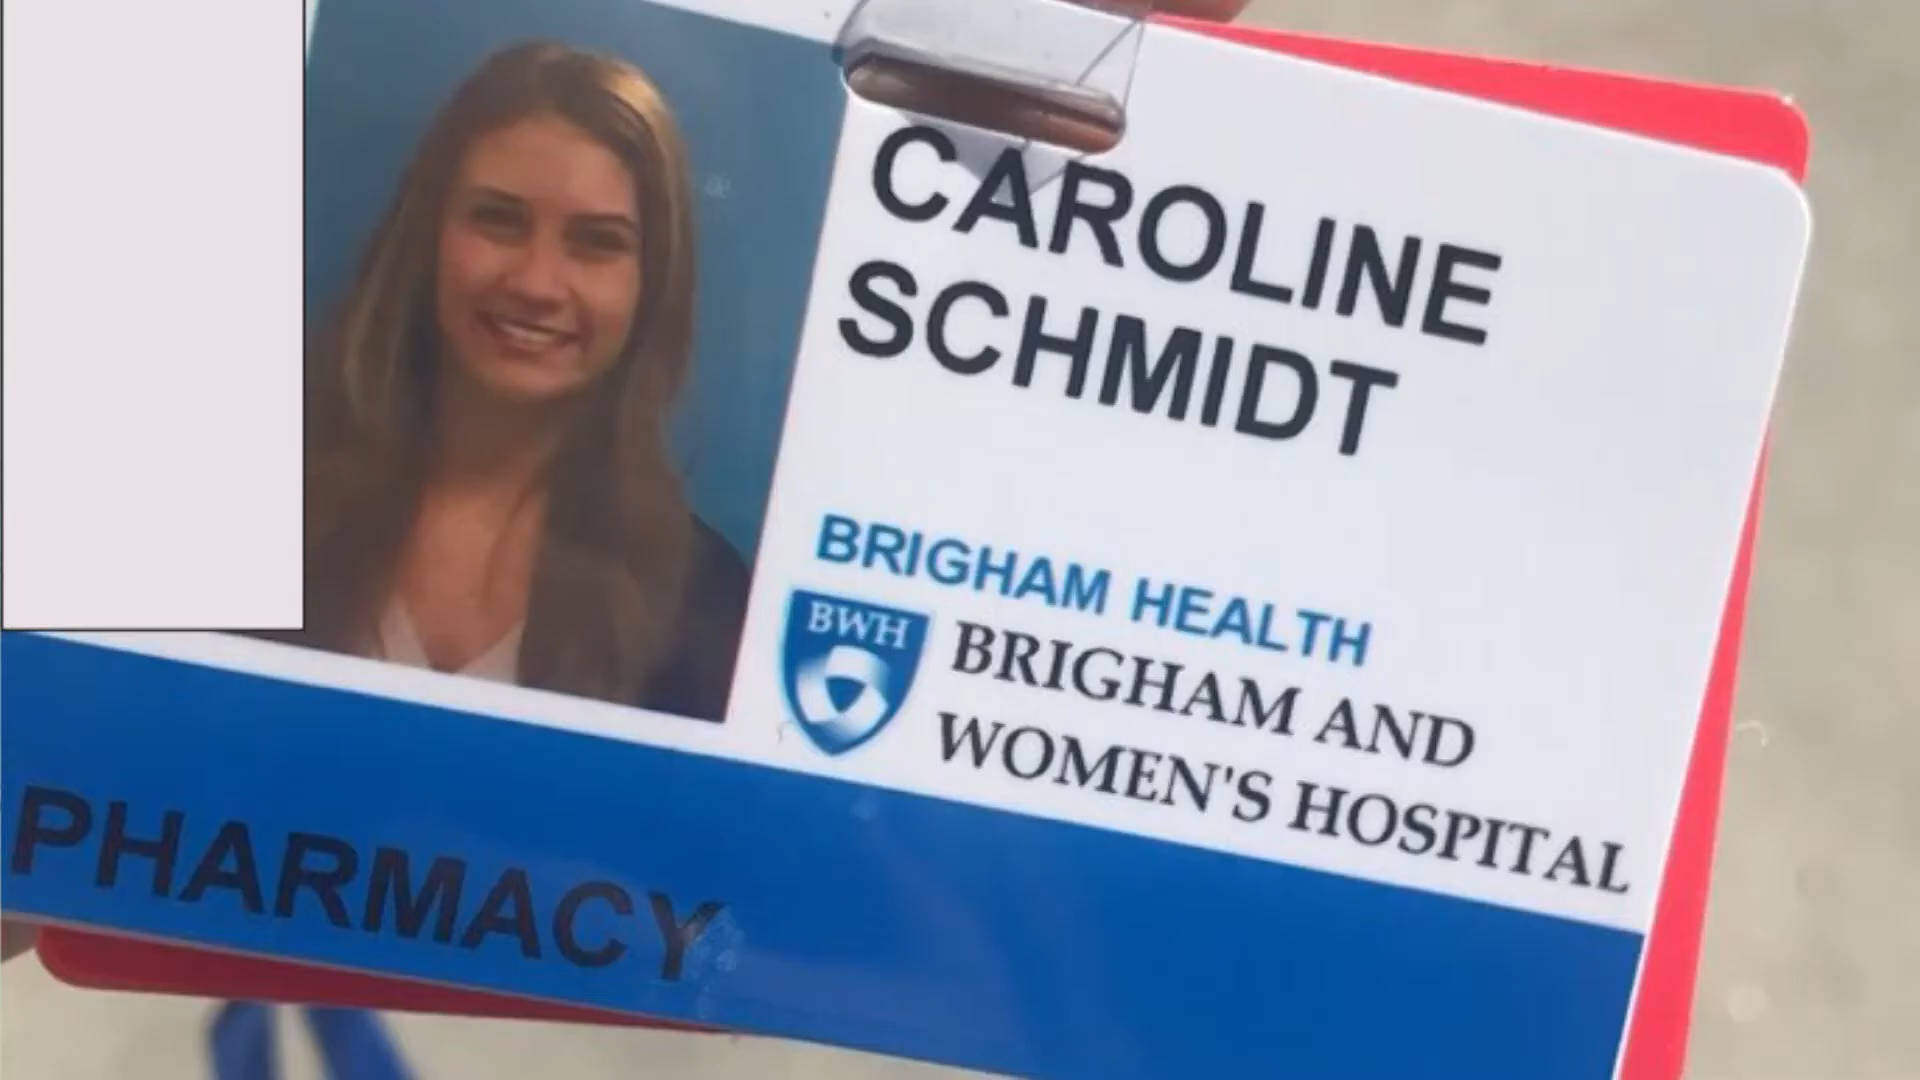 CAROLINE
SCHMIDT
BRIGHAM HEALTH
BWH
BRIGHAM AND
WOMEN'S HOSPITAL
PHARMACY